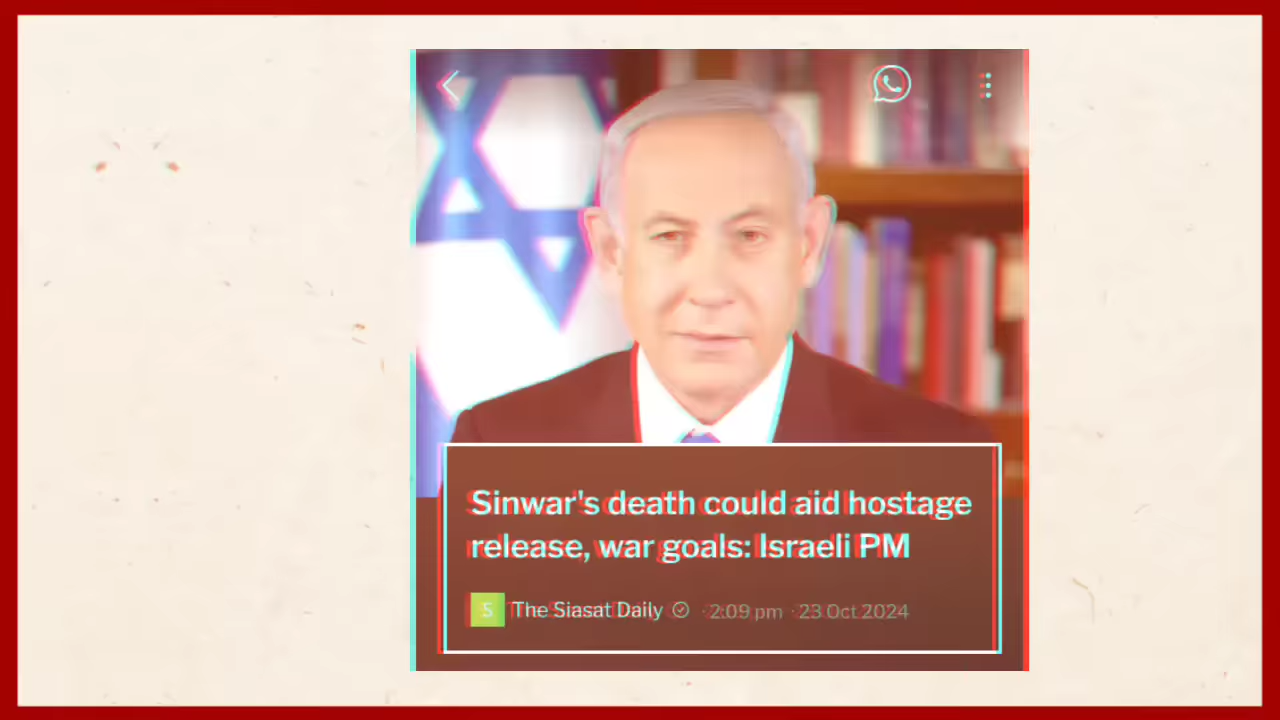 Sinwar's death could aid hostage
release, war goals: Israeli PM
S The Siasat Daily · 2:09 pm · 23 Oct 2024